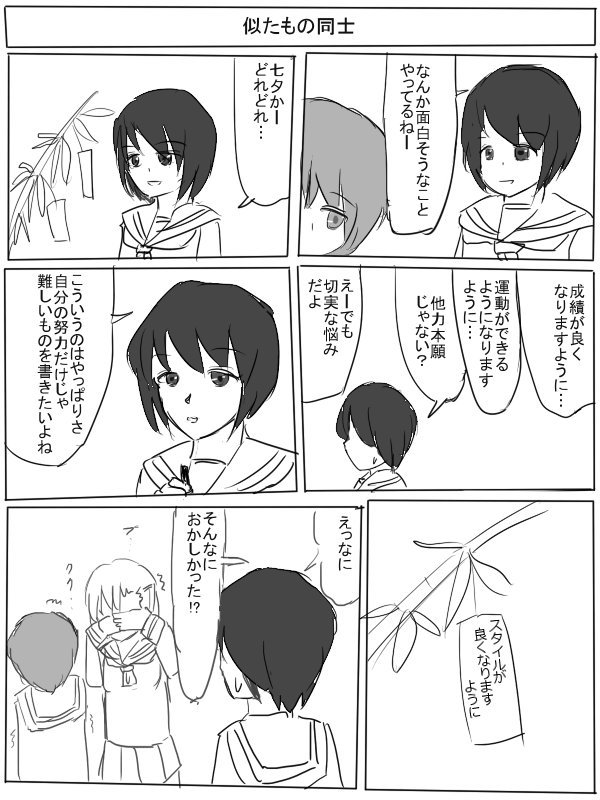 似たもの同士
なんか面白そうなこと
やってるねー
七夕かー
どれどれ…
成績が良く
なりますように…
運動ができる
ようになります
ように…
他力本願
じゃない?
えーでも
切実な悩み
だよ
こういうのはやっぱりさ
自分の努力だけじゃ
難しいものを書きたいよね
スタイルが
良くなります
ように
えっなに
そんなに
おかしかった!?